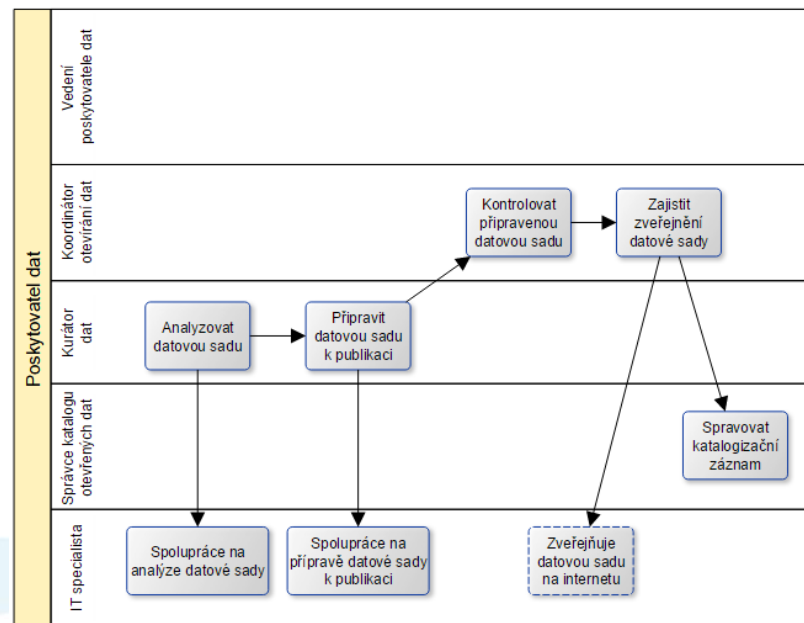 Poskytovatel dat
Vedení
poskytovatele dat
Koordinátor
otevírání dat
Kontrolovat
připravenou
datovou sadu
Zajistit
zveřejnění
datové sady
Kurátor
dat
Analyzovat
datovou sadu
Připravit
datovou sadu
k publikaci
Správce katalogu
otevřených dat
Spravovat
katalogizační
záznam
IT specialista
Spolupráce na
analýze datové sady
Spolupráce na
přípravě datové sady
k publikaci
Zveřejňuje
datovou sadu
na internetu